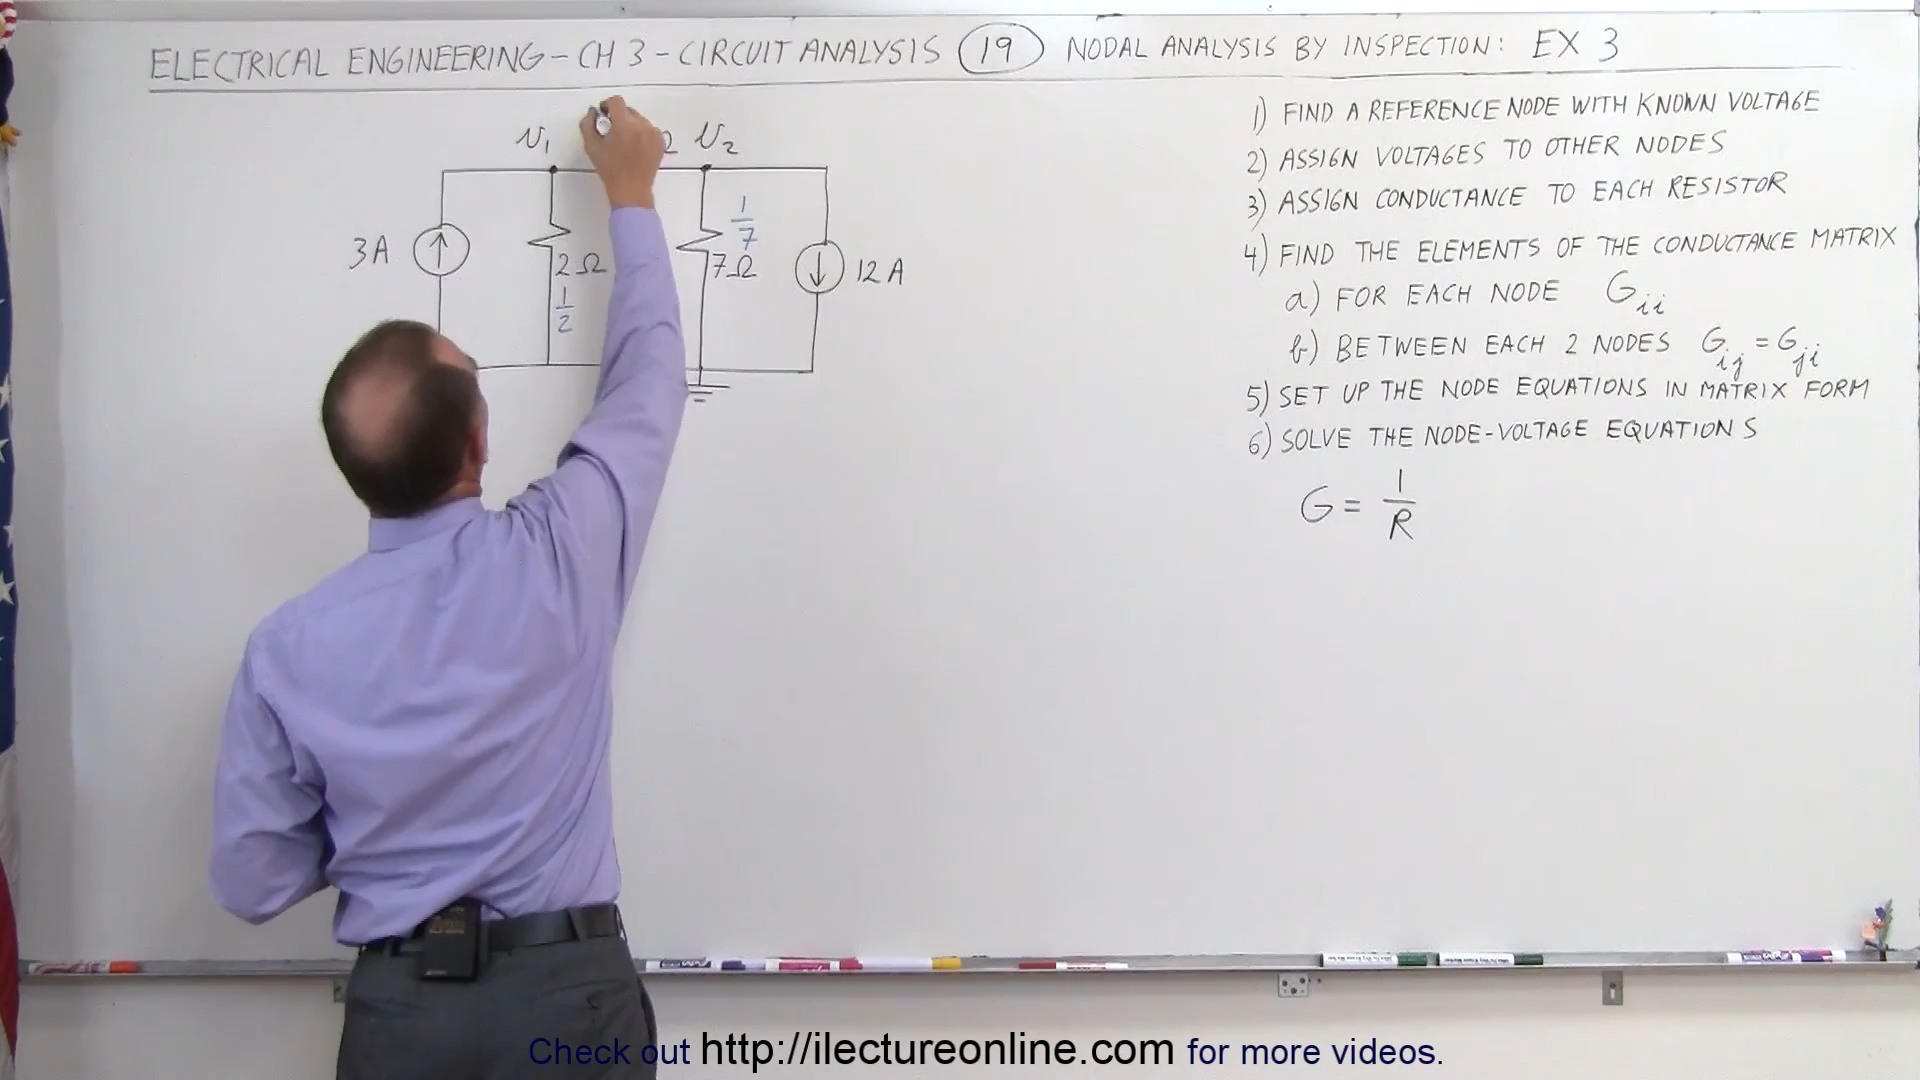 ELECTRICAL ENGINEERING - CH 3 - CIRCUIT ANALYSIS 19 NODAL ANALYSIS BY INSPECTION: EX 3
V1 Ω V2
3A
2Ω
1/2
1/7
7Ω
12A
1) FIND A REFERENCE NODE WITH KNOWN VOLTAGE
2) ASSIGN VOLTAGES TO OTHER NODES
3) ASSIGN CONDUCTANCE TO EACH RESISTOR
4) FIND THE ELEMENTS OF THE CONDUCTANCE MATRIX
a) FOR EACH NODE Gii
b) BETWEEN EACH 2 NODES Gij = Gji
5) SET UP THE NODE EQUATIONS IN MATRIX FORM
6) SOLVE THE NODE-VOLTAGE EQUATIONS
G = 1/R
Check out http://ilectureonline.com for more videos.